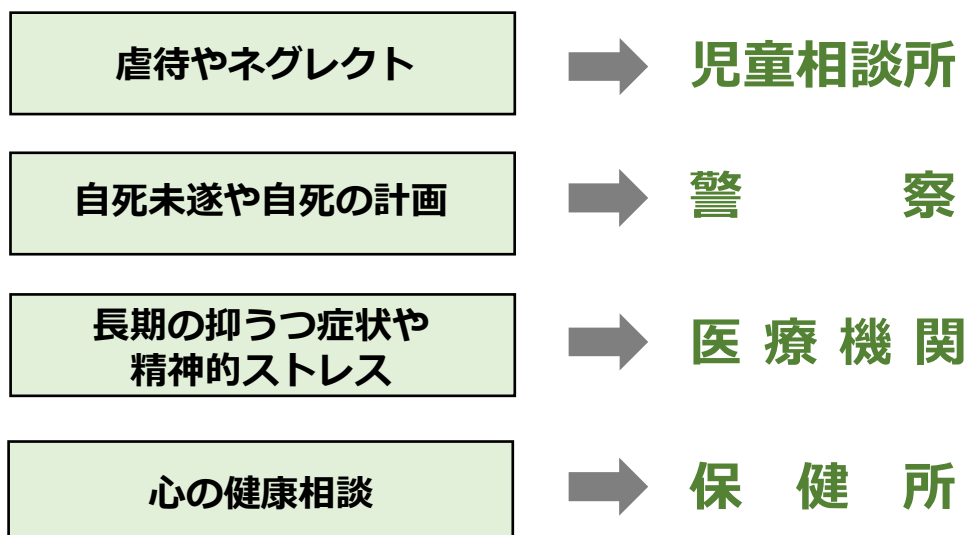 虐待やネグレクト
児童相談所
自死未遂や自死の計画
警察
長期の抑うつ症状や
精神的ストレス
医療機関
心の健康相談
保健所